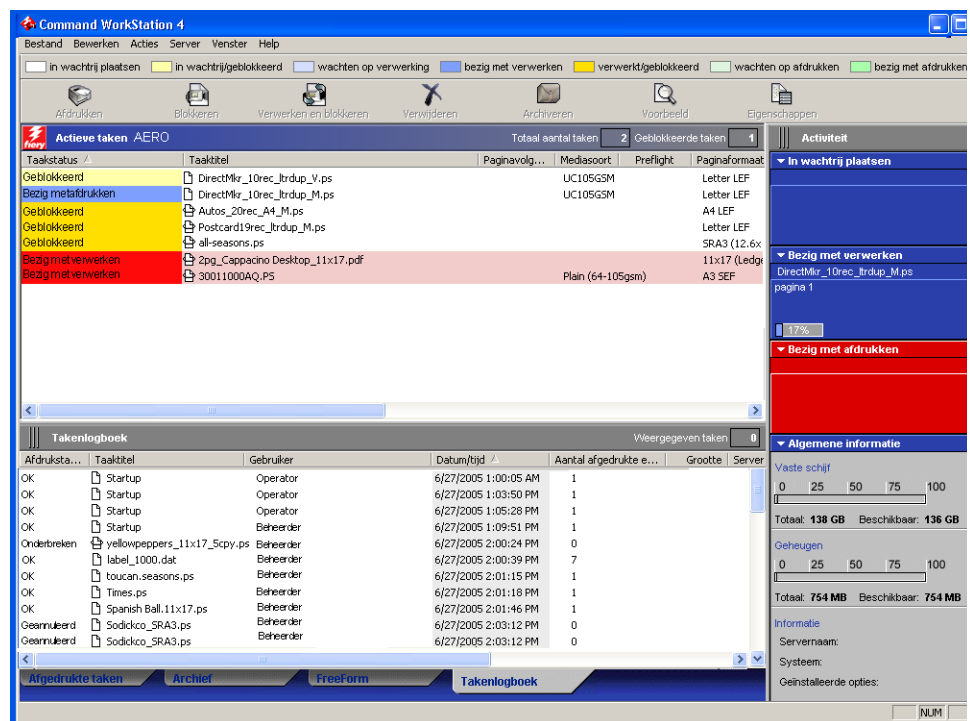 Command WorkStation 4
Bestand Bewerken Acties Server Venster Help
in wachtrij plaatsen in wachtrij/geblokkeerd wachten op verwerking bezig met verwerken verwerkt/geblokkeerd wachten op afdrukken bezig met afdrukken
Afdrukken Blokkeren Verwerken en blokkeren Verwijderen Archiveren Voorbeeld Eigenschappen
fiery Actieve taken AERO Totaal aantal taken 2 Geblokkeerde taken 1
Taakstatus Taaktitel Paginavolg... Mediasoort Preflight Paginaformaat
Geblokkeerd DirectMkr_10rec_ltrdup_V.ps UC105GSM Letter LEF
Bezig metafdrukken DirectMkr_10rec_ltrdup_M.ps UC105GSM Letter LEF
Geblokkeerd Autos_20rec_A4_M.ps A4 LEF
Geblokkeerd Postcard19rec_ltrdup_M.ps Letter LEF
Geblokkeerd all-seasons.ps SRA3 (12.6x
Bezig metverwerken 2pg_Cappacino Desktop_11x17.pdf 11x17 (Ledge
Bezig metverwerken 30011000AQ.PS Plain (64-105gsm) A3 SEF
Activiteit
In wachtrij plaatsen
Bezig met verwerken
DirectMkr_10rec_ltrdup_M.ps
pagina 1
17%
Bezig met afdrukken
Algemene informatie
Vaste schijf
0 25 50 75 100
Totaal: 138 GB Beschikbaar: 136 GB
Geheugen
0 25 50 75 100
Totaal: 754 MB Beschikbaar: 754 MB
Informatie
Servernaam:
Systeem:
Geïnstalleerde opties:
Takenlogboek Weergegeven taken 0
Afdruksta... Taaktitel Gebruiker Datum/tijd Aantal afgedrukte e... Grootte Server
OK Startup Operator 6/27/2005 1:00:05 AM 1
OK Startup Operator 6/27/2005 1:03:50 PM 1
OK Startup Operator 6/27/2005 1:05:28 PM 1
OK Startup Beheerder 6/27/2005 1:09:51 PM 1
Onderbreken yellowpeppers_11x17_5cpy.ps Beheerder 6/27/2005 2:00:24 PM 0
OK label_1000.dat Beheerder 6/27/2005 2:00:39 PM 7
OK toucan.seasons.ps Beheerder 6/27/2005 2:01:15 PM 1
OK Times.ps Beheerder 6/27/2005 2:01:18 PM 1
OK Spanish Ball.11x17.ps Beheerder 6/27/2005 2:01:46 PM 1
Geannuleerd Sodickco_SRA3.ps Beheerder 6/27/2005 2:03:12 PM 0
Geannuleerd Sodickco_SRA3.ps Beheerder 6/27/2005 2:03:12 PM 0
Afgedrukte taken Archief FreeForm Takenlogboek
NUM